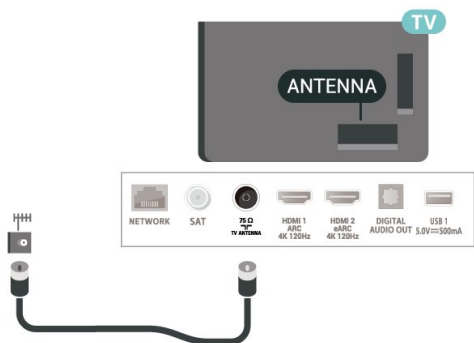 TV
ANTENNA
NETWORK
SAT
75 Ω
TV ANTENNA
HDMI 1
ARC
4K 120Hz
HDMI 2
eARC
4K 120Hz
DIGITAL
AUDIO OUT
USB 1
5.0V⎓500mA